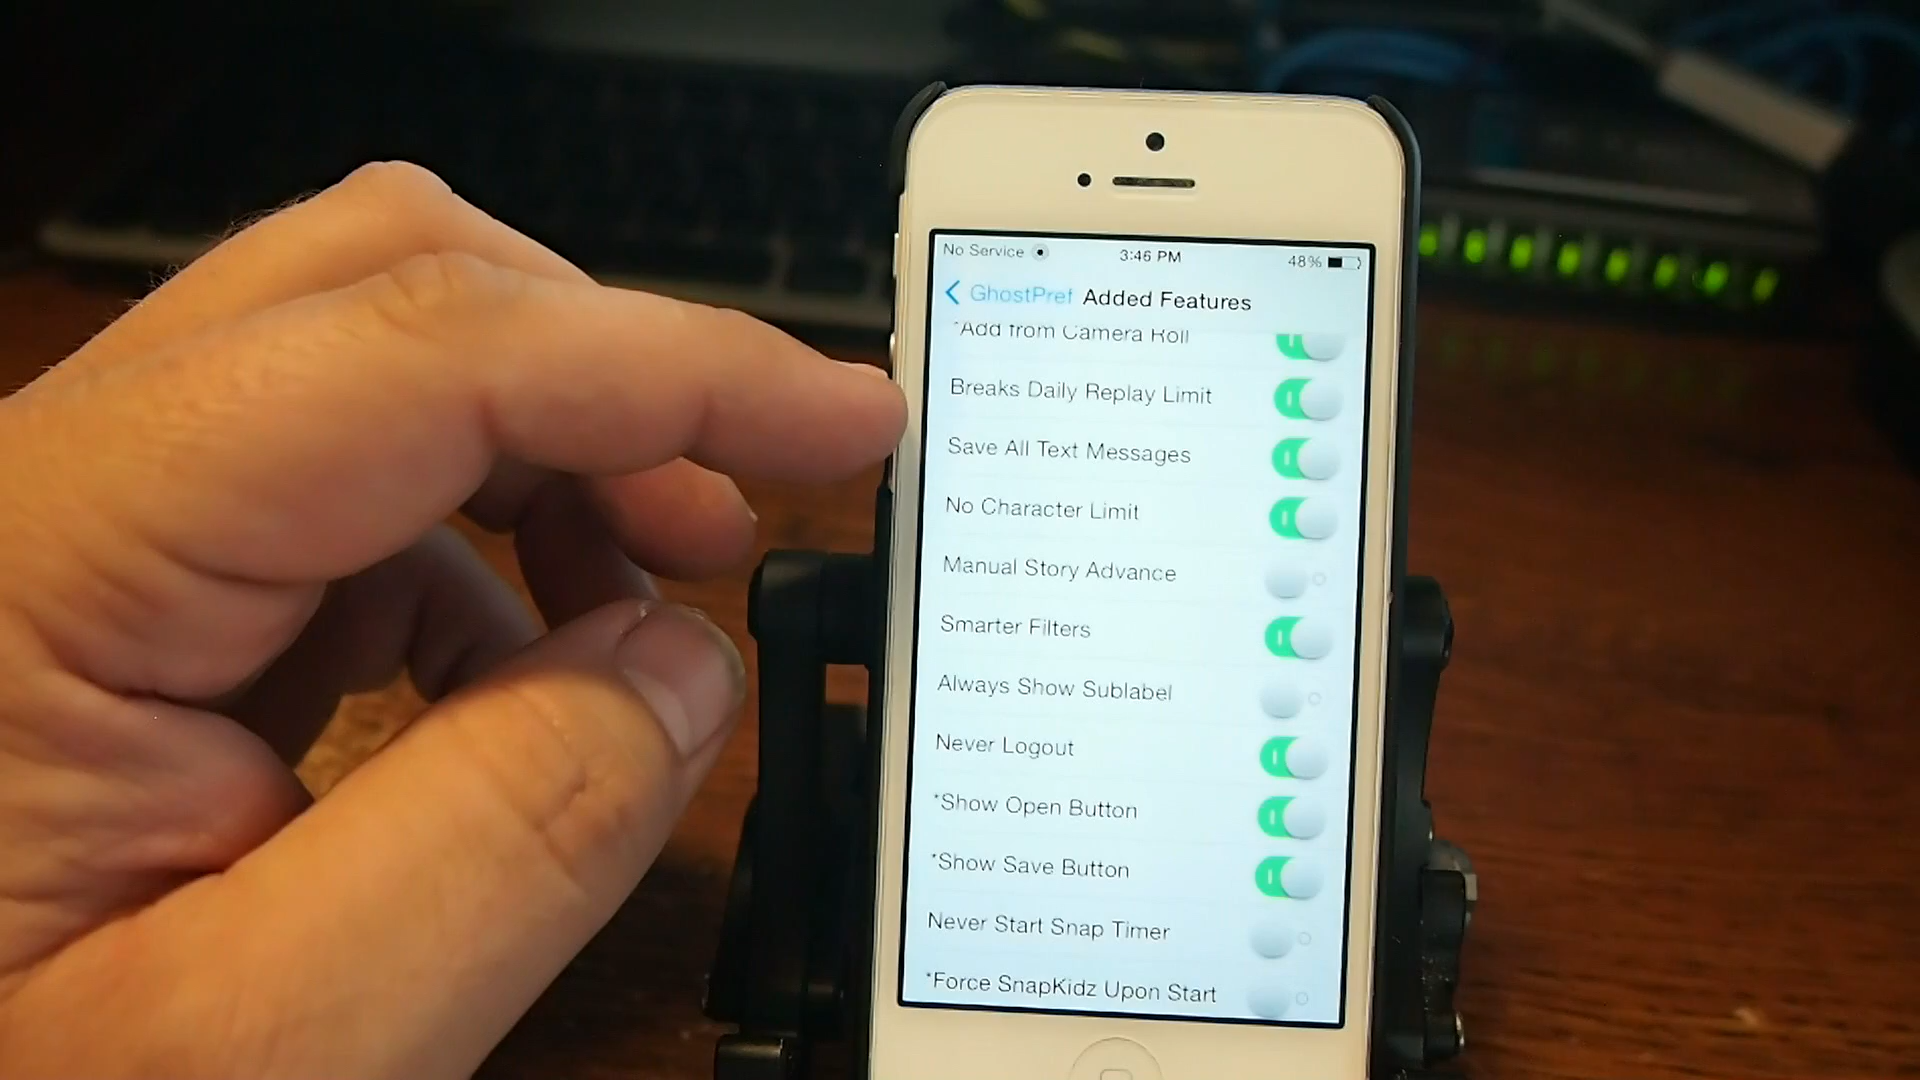 No Service 3:46 PM 48%
GhostPref Added Features
*Add from Camera Roll
Breaks Daily Replay Limit
Save All Text Messages
No Character Limit
Manual Story Advance
Smarter Filters
Always Show Sublabel
Never Logout
*Show Open Button
*Show Save Button
Never Start Snap Timer
*Force SnapKidz Upon Start